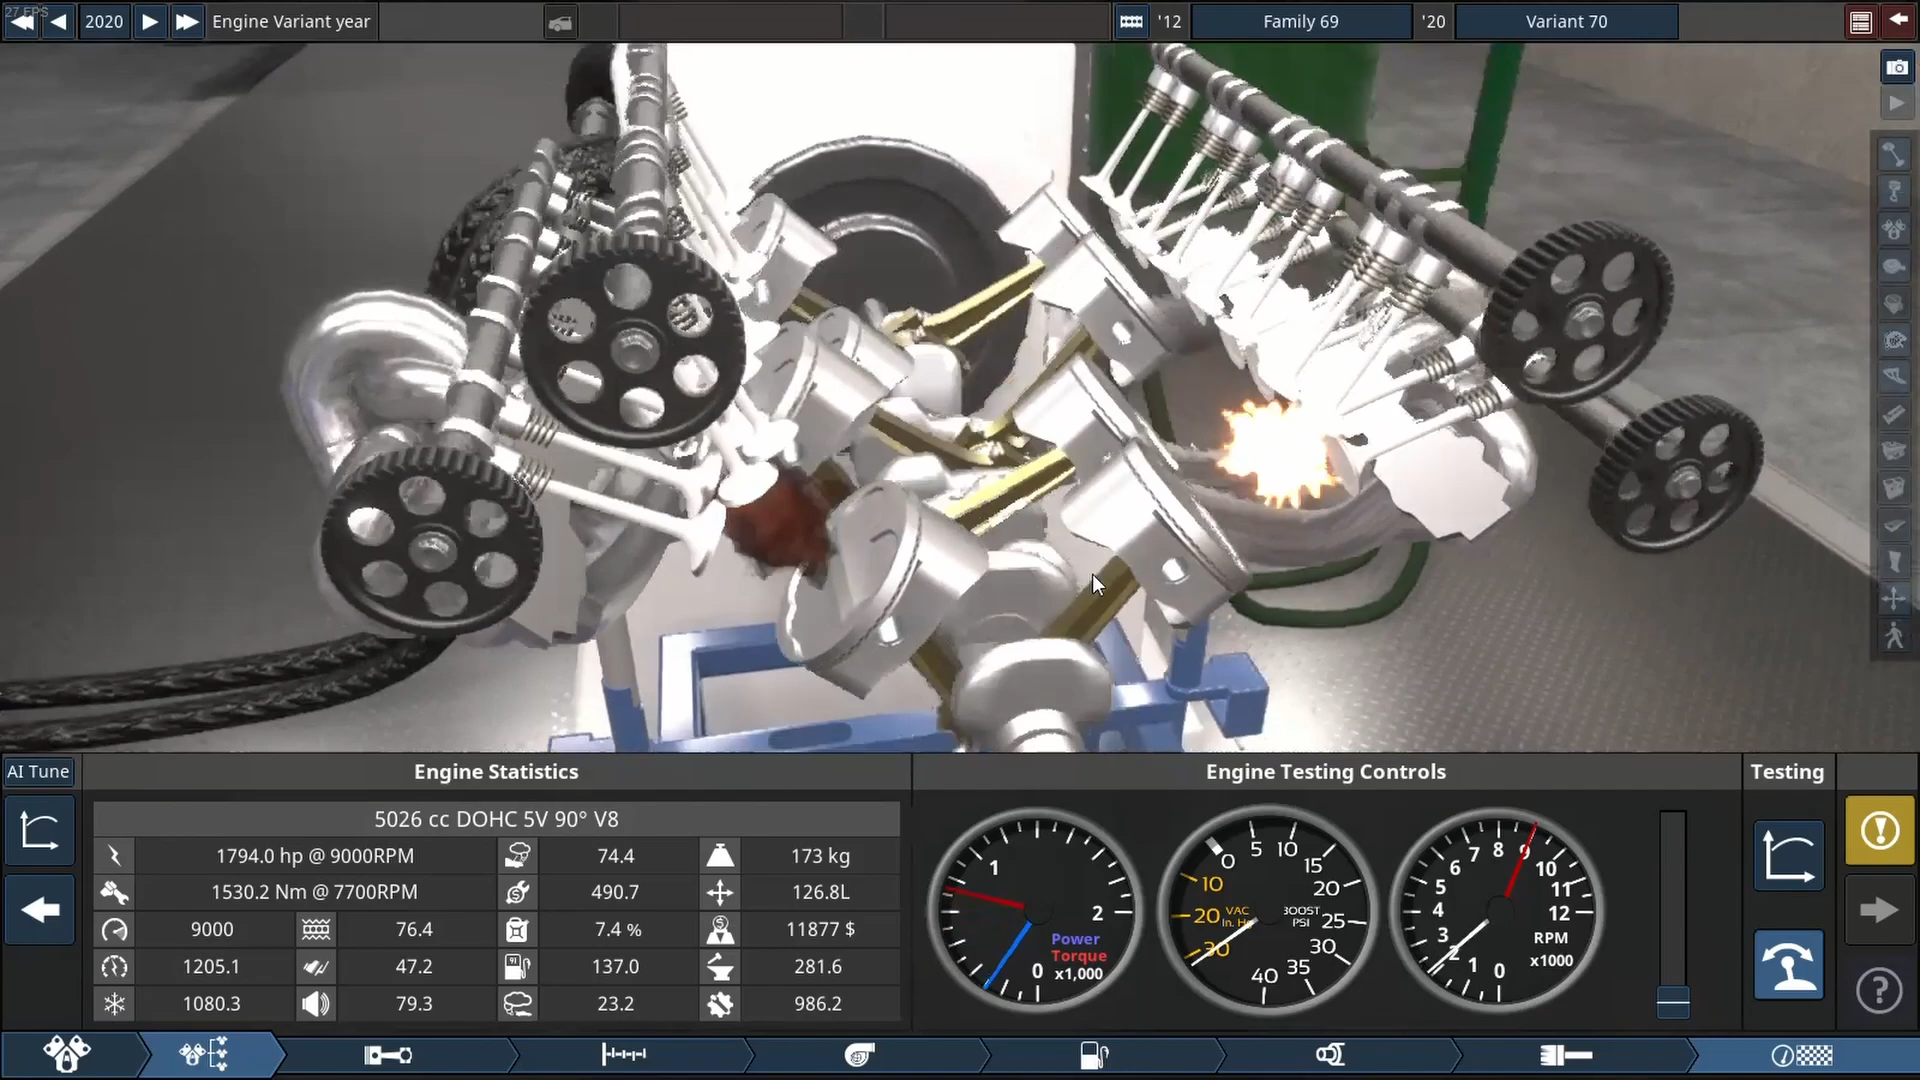 27 FPS
2020 Engine Variant year '12 Family 69 '20 Variant 70
AI Tune
Engine Statistics
5026 cc DOHC 5V 90° V8
1794.0 hp @ 9000RPM 74.4 173 kg
1530.2 Nm @ 7700RPM 490.7 126.8L
9000 76.4 7.4 % 11877 $
1205.1 47.2 91 137.0 281.6
1080.3 79.3 23.2 986.2
Engine Testing Controls
0 1 2
Power
Torque
x1,000
30 20 10 0 5 10 15 20 25 30 35 40
VAC
In. Hg
BOOST
PSI
0 1 2 3 4 5 6 7 8 9 10 11 12
RPM
x1000
Testing
?